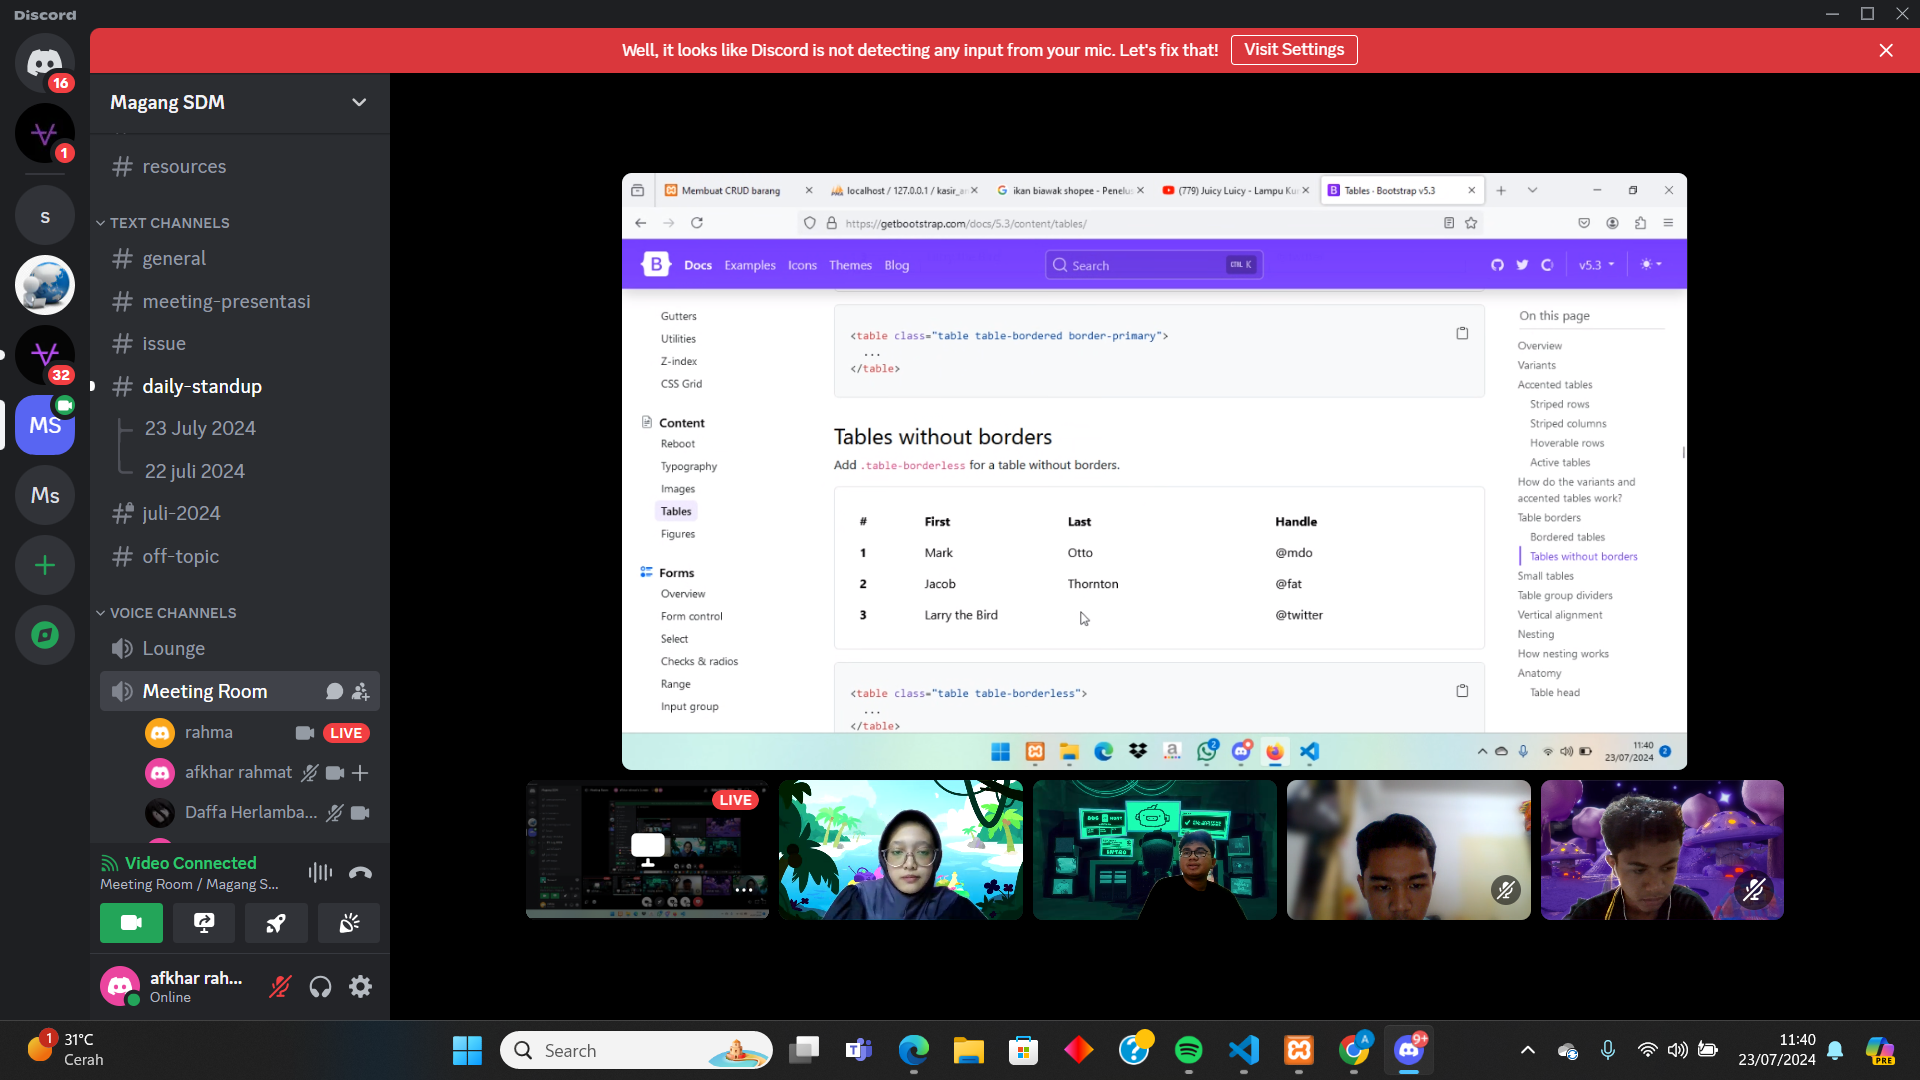 Discord
Well, it looks like Discord is not detecting any input from your mic. Let's fix that!
Visit Settings
16
1
s
32
MS
Ms
Magang SDM
resources
TEXT CHANNELS
general
meeting-presentasi
issue
daily-standup
23 July 2024
22 juli 2024
juli-2024
off-topic
VOICE CHANNELS
Lounge
Meeting Room
rahma
LIVE
afkhar rahmat
Daffa Herlamba...
Video Connected
Meeting Room / Magang S...
afkhar rah...
Online
Membuat CRUD barang
localhost / 127.0.0.1 / kasir_
ikan biawak shopee - Penelus
(779) Juicy Luicy - Lampu Ku
Tables · Bootstrap v5.3
https://getbootstrap.com/docs/5.3/content/tables/
B
Docs
Examples
Icons
Themes
Blog
Search
CTRL K
v5.3
Gutters
Utilities
Z-index
CSS Grid
Content
Reboot
Typography
Images
Tables
Figures
Forms
Overview
Form control
Select
Checks & radios
Range
Input group
<table class="table table-bordered border-primary">
...
</table>
Tables without borders
Add .table-borderless for a table without borders.
# First Last Handle
1 Mark Otto @mdo
2 Jacob Thornton @fat
3 Larry the Bird @twitter
<table class="table table-borderless">
...
</table>
On this page
Overview
Variants
Accented tables
Striped rows
Striped columns
Hoverable rows
Active tables
How do the variants and
accented tables work?
Table borders
Bordered tables
Tables without borders
Small tables
Table group dividers
Vertical alignment
Nesting
How nesting works
Anatomy
Table head
2
11:40
23/07/2024
2
LIVE
1
31°C
Cerah
Search
A
9+
11:40
23/07/2024
PRE